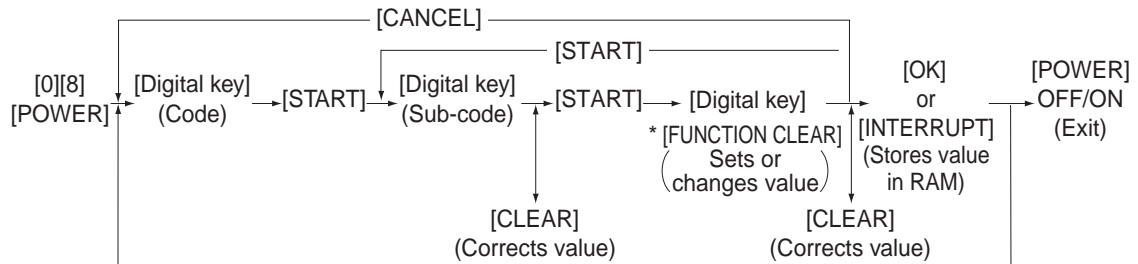 [CANCEL]
[START]
[0][8]
[POWER]
[Digital key]
(Code)
[START]
[Digital key]
(Sub-code)
[START]
[Digital key]
* [FUNCTION CLEAR]
(Sets or
changes value)
[OK]
or
[INTERRUPT]
(Stores value
in RAM)
[POWER]
OFF/ON
(Exit)
[CLEAR]
(Corrects value)
[CLEAR]
(Corrects value)